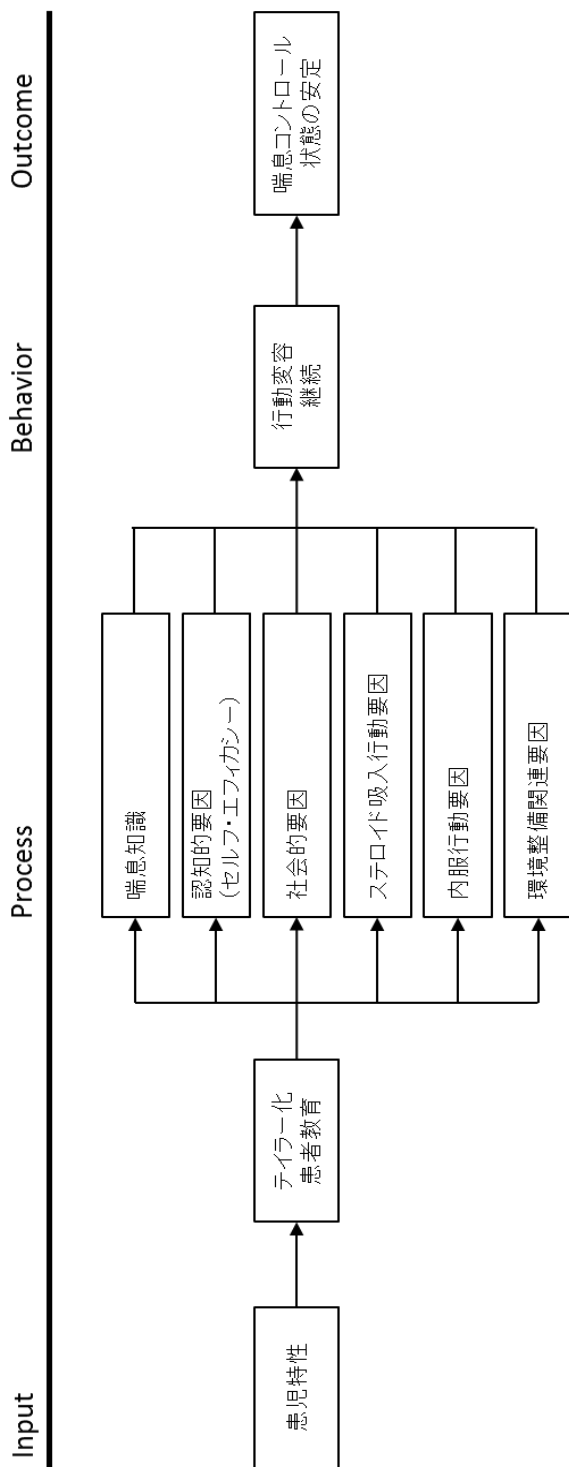 Input
Process
Behavior
Outcome
患児特性
テイラー化
患者教育
喘息知識
認知的要因
(セルフ・エフィカシー)
社会的要因
ステロイド吸入行動要因
内服行動要因
環境整備関連要因
行動変容
継続
喘息コントロール
状態の安定